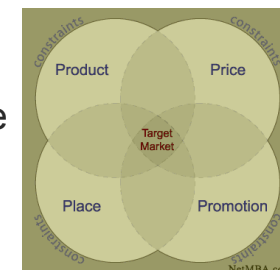 constraints
constraints
Product
Price
e
Target
Market
Place
Promotion
constraints
constraints